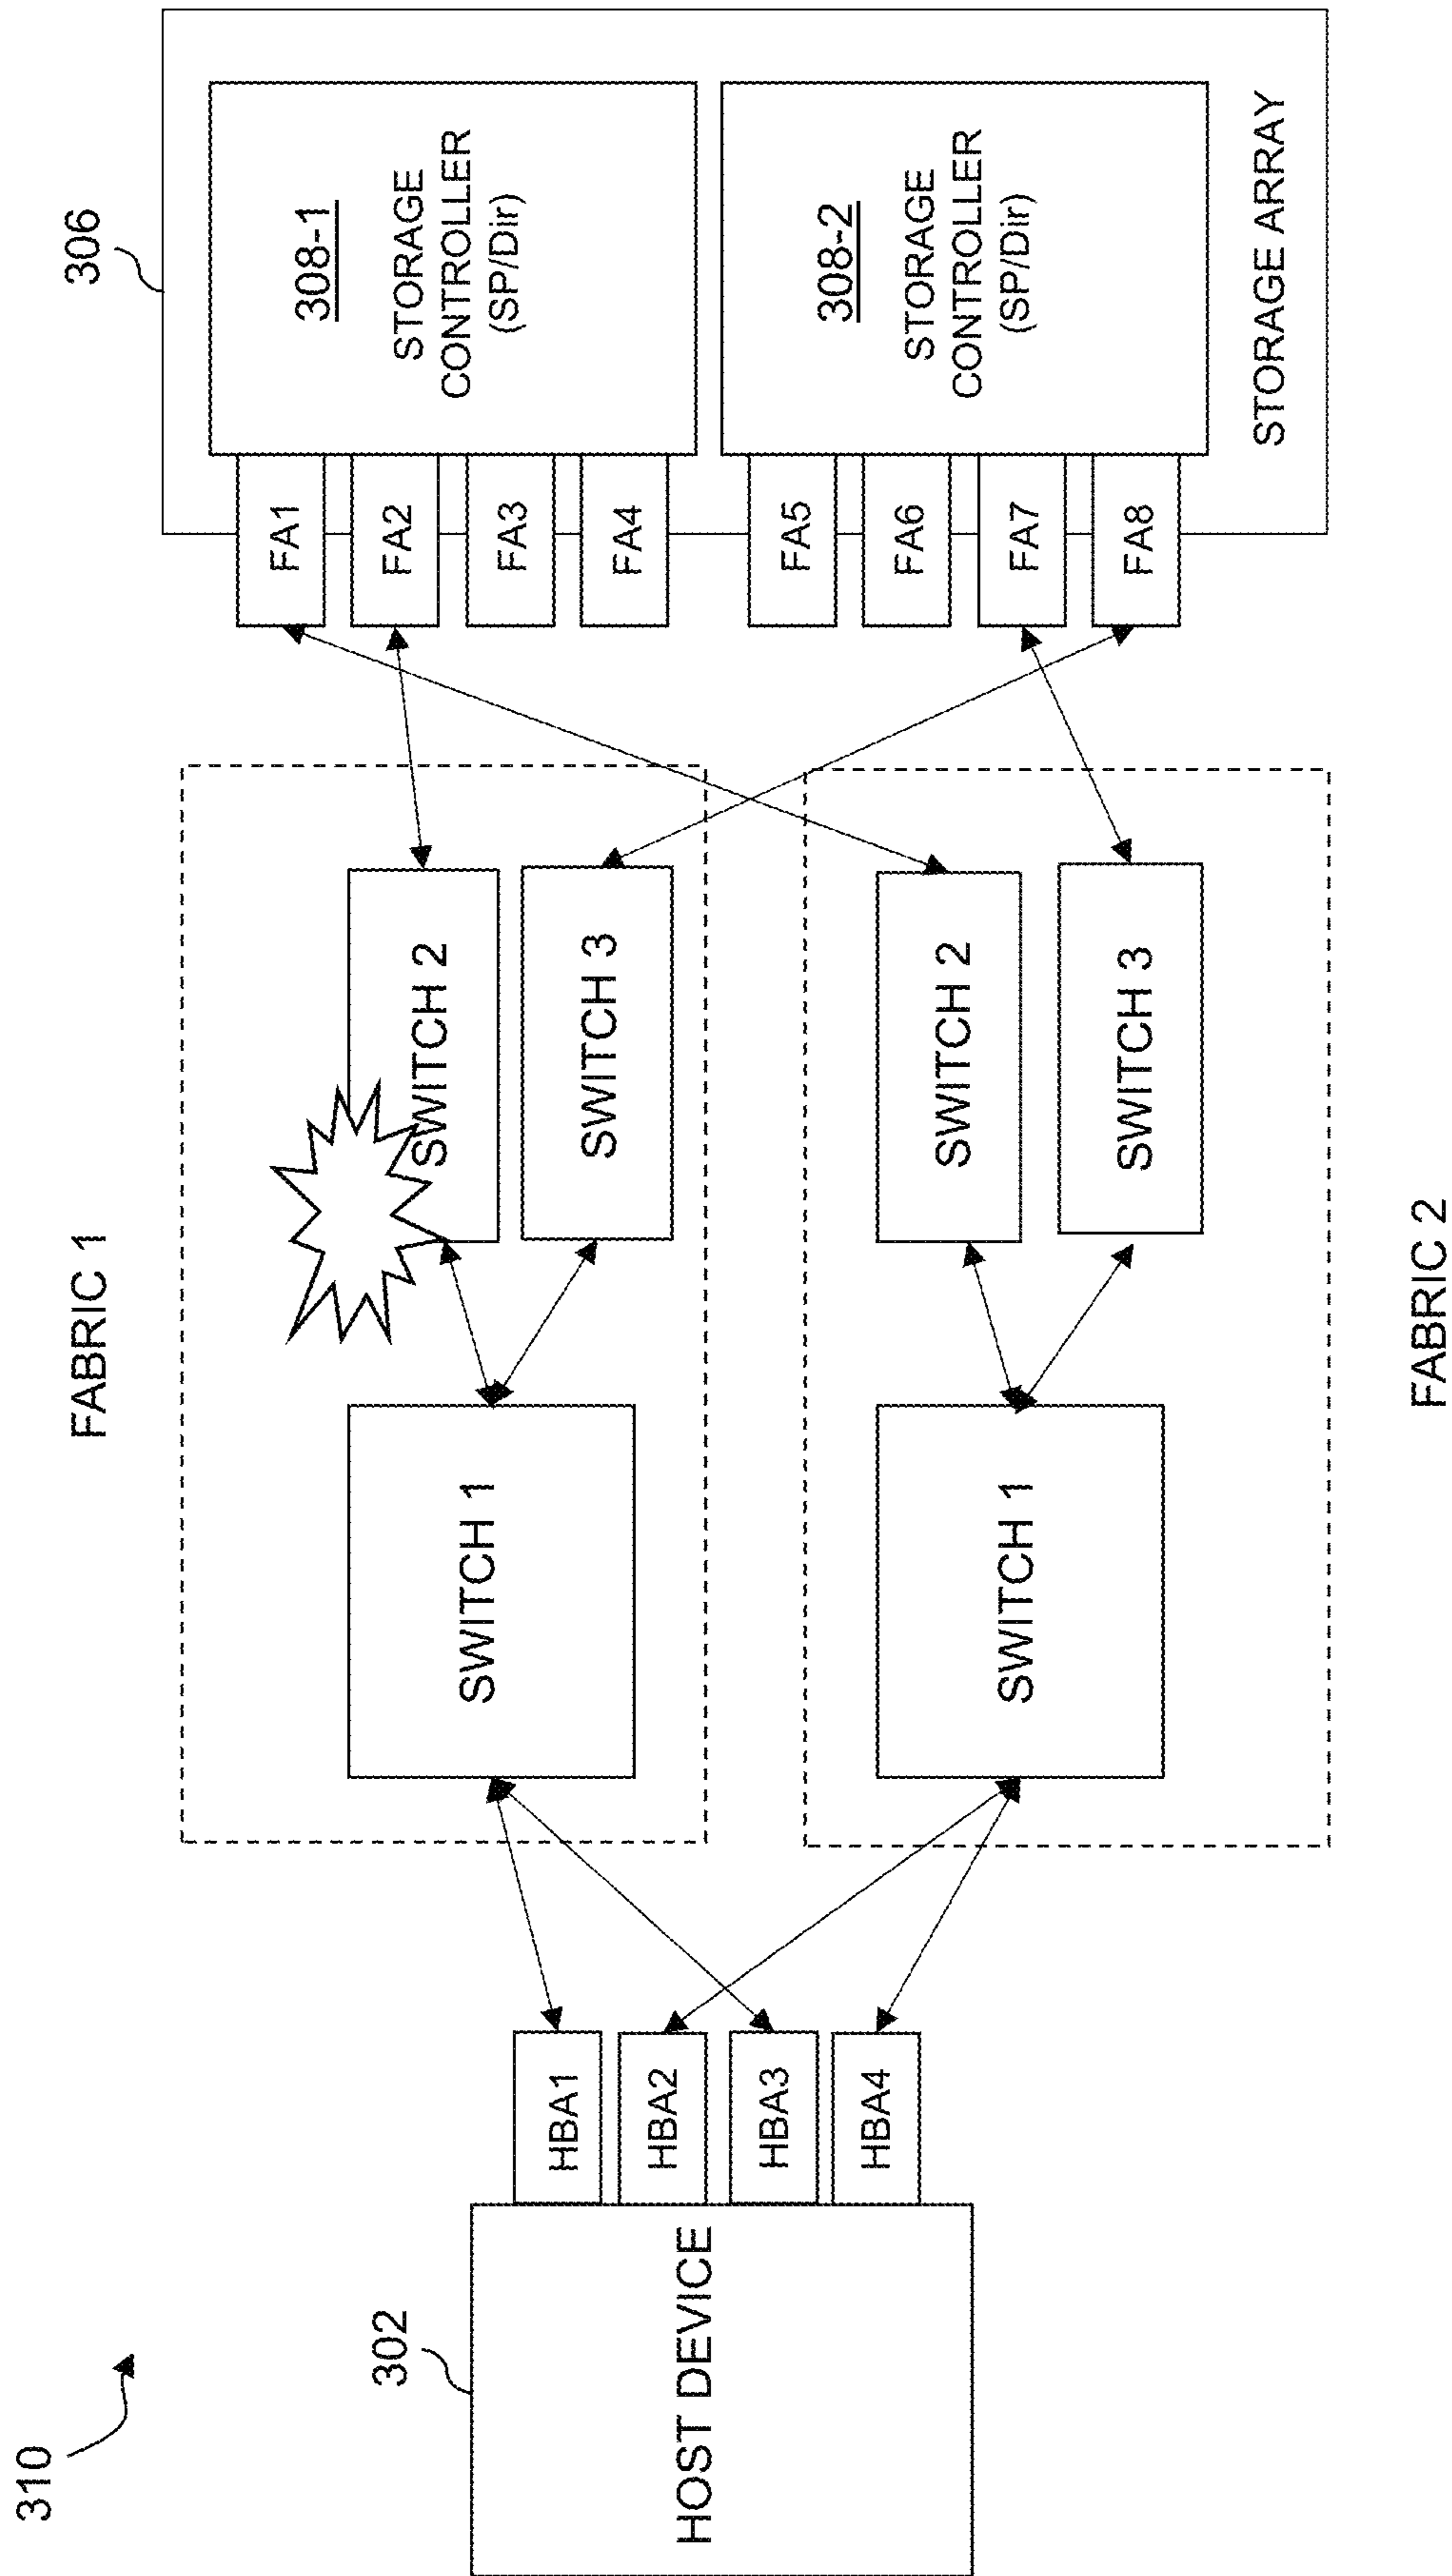 310
302
HOST DEVICE
HBA1
HBA2
HBA3
HBA4
FABRIC 1
SWITCH 1
SWITCH 2
SWITCH 3
SWITCH 1
SWITCH 2
SWITCH 3
FABRIC 2
306
FA1
FA2
FA3
FA4
FA5
FA6
FA7
FA8
308-1
STORAGE
CONTROLLER
(SP/Dir)
308-2
STORAGE
CONTROLLER
(SP/Dir)
STORAGE ARRAY